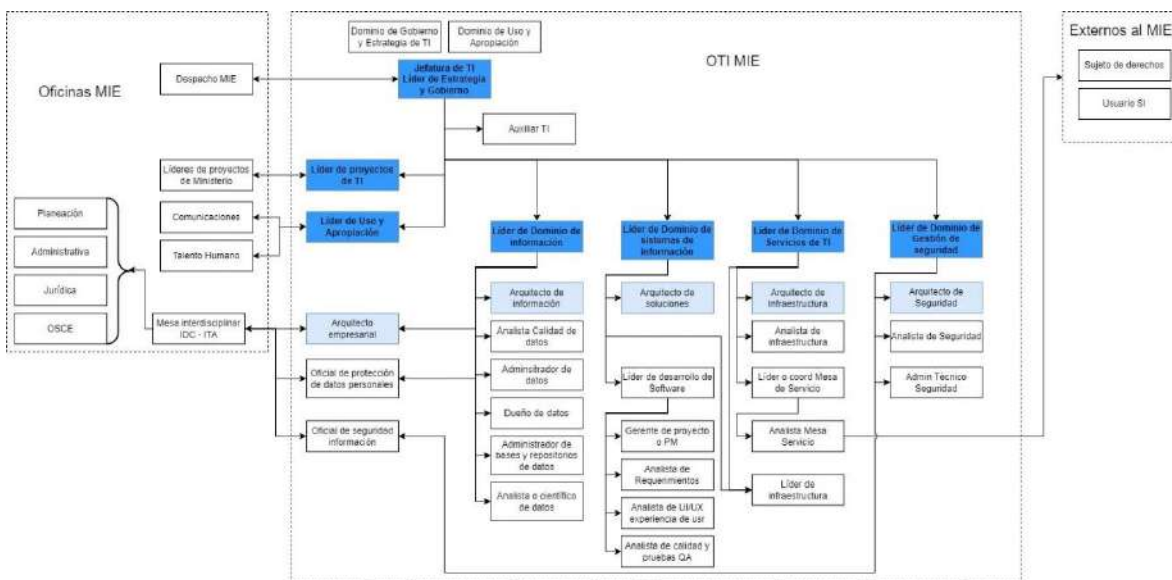 Oficinas MIE
Despacho MIE
Líderes de proyectos
de Ministerio
Comunicaciones
Talento Humano
Planeación
Administrativa
Jurídica
OSCE
Mesa interdisciplinar
IDC - ITA
OTI MIE
Dominio de Gobierno
y Estrategia de TI
Dominio de Uso y
Apropiación
Jefatura de TI
Líder de Estrategia
y Gobierno
Auxiliar TI
Líder de proyectos
de TI
Líder de Uso y
Apropiación
Arquitecto
empresarial
Oficial de protección
de datos personales
Oficial de seguridad
información
Líder de Dominio de
información
Arquitecto de
información
Analista Calidad de
datos
Adminsitrador de
datos
Dueño de datos
Administrador de
bases y repositorios
de datos
Analista o científico
de datos
Líder de Dominio de
sistemas de
información
Arquitecto de
soluciones
Líder de desarrollo de
Software
Gerente de proyecto
o PM
Analista de
Requerimientos
Analista de UI/UX
experiencia de usr
Analista de calidad y
pruebas QA
Líder de Dominio de
Servicios de TI
Arquitecto de
infraestructura
Analista de
infraestructura
Líder o coord Mesa
de Servicio
Analista Mesa
Servicio
Líder de
infraestructura
Líder de Dominio de
Gestión de
seguridad
Arquitecto de
Seguridad
Analista de Seguridad
Admin Técnico
Seguridad
Externos al MIE
Sujeto de derechos
Usuario SI